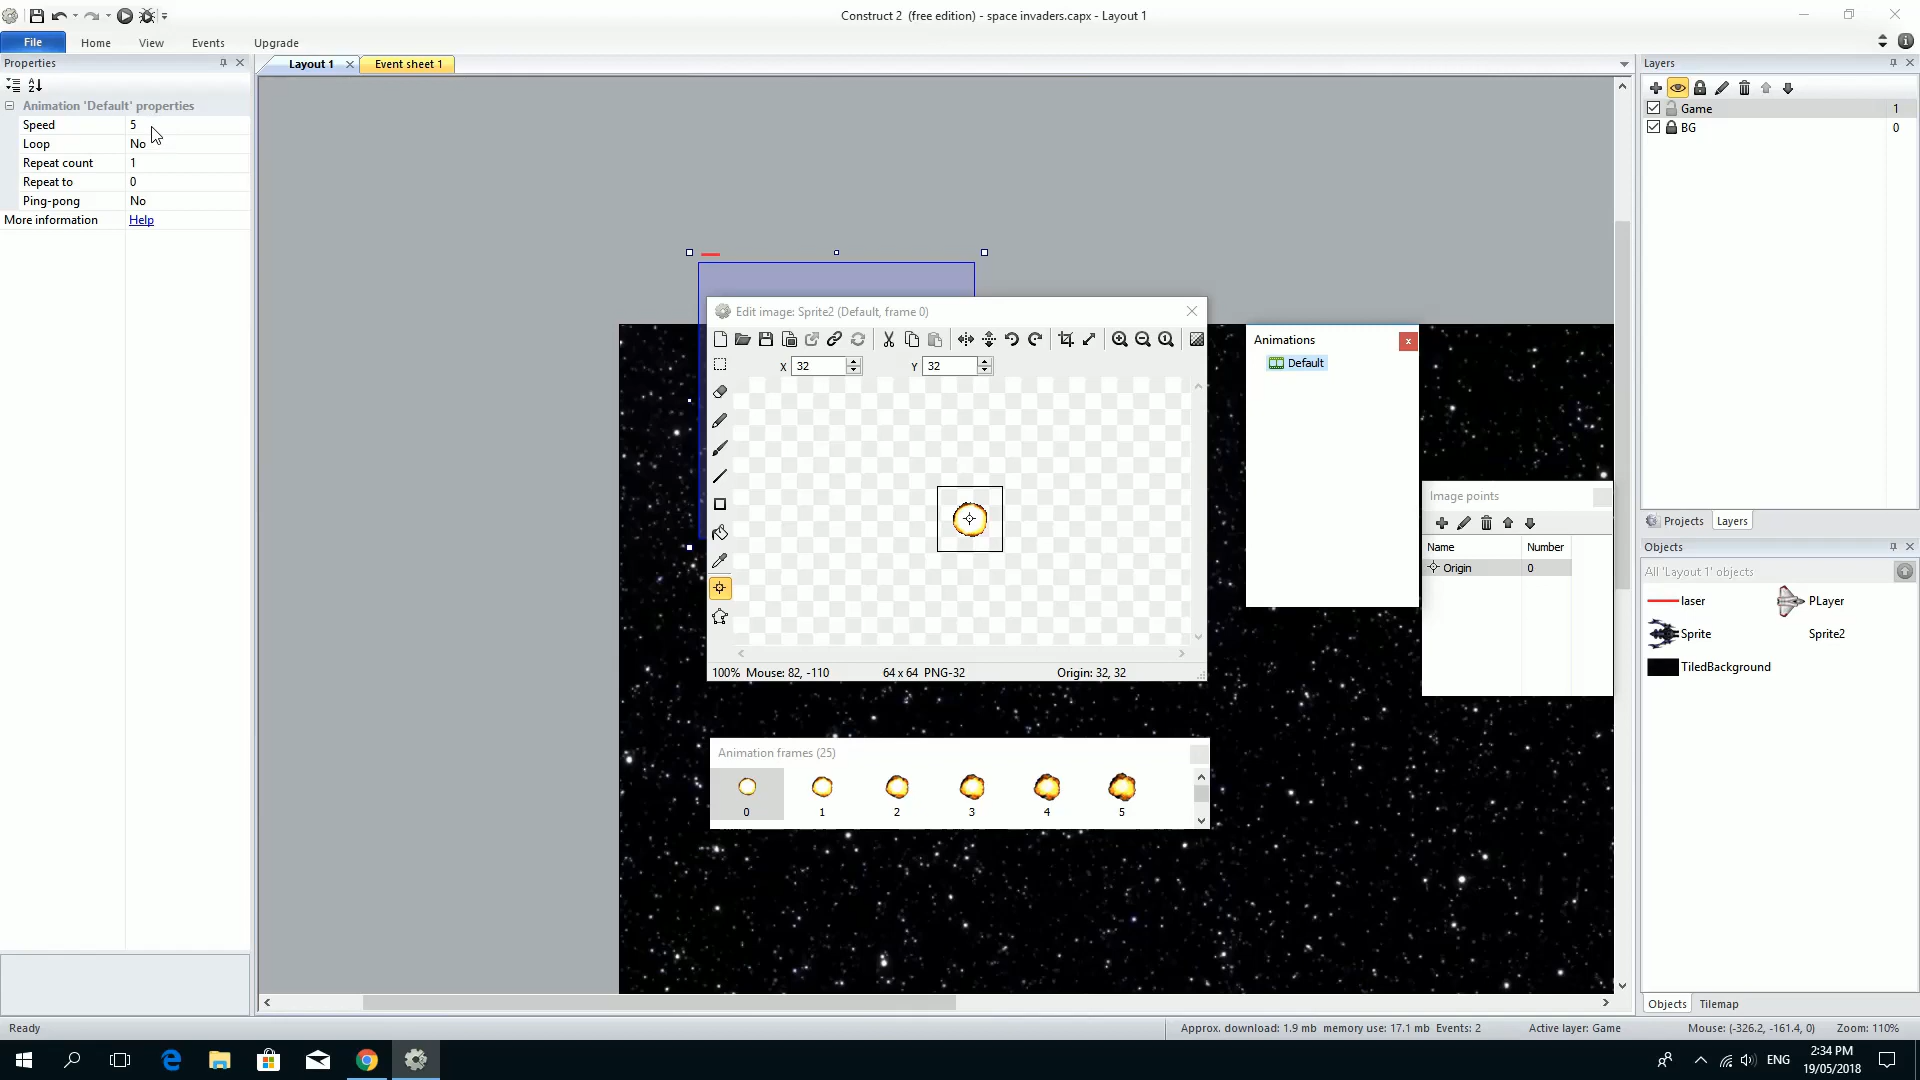 Construct 2 (free edition) - space invaders.capx - Layout 1
File Home View Events Upgrade
Properties
Layout 1
Event sheet 1
Layers
Animation 'Default' properties
Speed 5
Loop No
Repeat count 1
Repeat to 0
Ping-pong No
More information Help
Game 1
BG 0
Edit image: Sprite2 (Default, frame 0)
X 32 Y 32
100% Mouse: 82, -110 64 x 64 PNG-32 Origin: 32, 32
Animations
Default
Image points
Name Number
Origin 0
Animation frames (25)
0 1 2 3 4 5
Projects Layers
Objects
All 'Layout 1' objects
laser PLayer
Sprite Sprite2
TiledBackground
Objects Tilemap
Ready
Approx. download: 1.9 mb memory use: 17.1 mb Events: 2 Active layer: Game Mouse: (-326.2, -161.4, 0) Zoom: 110%
ENG
2:34 PM
19/05/2018